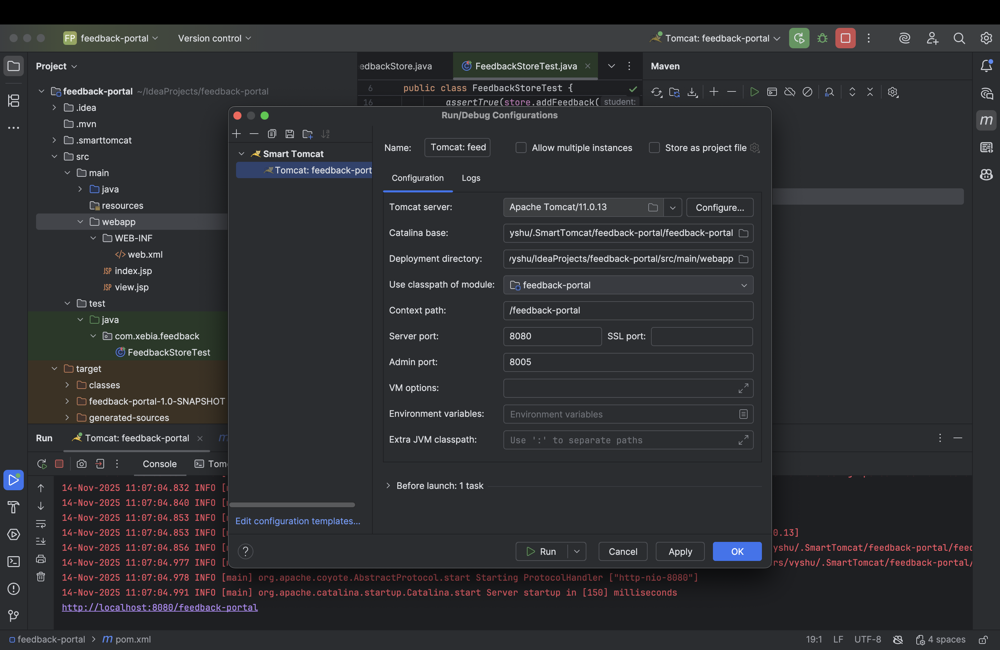 FP feedback-portal Version control Tomcat: feedback-portal
Project
feedback-portal ~/IdeaProjects/feedback-portal
.idea
.mvn
.smarttomcat
src
main
java
resources
webapp
WEB-INF
</> web.xml
JSP index.jsp
JSP view.jsp
test
java
com.xebia.feedback
FeedbackStoreTest
target
classes
feedback-portal-1.0-SNAPSHOT
generated-sources
edbackStore.java FeedbackStoreTest.java
6 public class FeedbackStoreTest {
16 assertTrue(store.addFeedback( student:
Maven
Run/Debug Configurations
Smart Tomcat
Tomcat: feedback-port
Edit configuration templates...
Name: Tomcat: feed Allow multiple instances Store as project file
Configuration Logs
Tomcat server: Apache Tomcat/11.0.13 Configure...
Catalina base: yshu/.SmartTomcat/feedback-portal/feedback-portal
Deployment directory: vyshu/IdeaProjects/feedback-portal/src/main/webapp
Use classpath of module: feedback-portal
Context path: /feedback-portal
Server port: 8080 SSL port:
Admin port: 8005
VM options:
Environment variables: Environment variables
Extra JVM classpath: Use ':' to separate paths
Before launch: 1 task
? Run Cancel Apply OK
Run Tomcat: feedback-portal
Console Tom
14-Nov-2025 11:07:04.832 INFO [
14-Nov-2025 11:07:04.840 INFO [
14-Nov-2025 11:07:04.853 INFO [
14-Nov-2025 11:07:04.853 INFO [ 0.13]
14-Nov-2025 11:07:04.856 INFO [ yshu/.SmartTomcat/feedback-portal/feed
14-Nov-2025 11:07:04.977 INFO [ rs/vyshu/.SmartTomcat/feedback-portal/
14-Nov-2025 11:07:04.978 INFO [main] org.apache.coyote.AbstractProtocol.start Starting ProtocolHandler ["http-nio-8080"]
14-Nov-2025 11:07:04.991 INFO [main] org.apache.catalina.startup.Catalina.start Server startup in [150] milliseconds
http://localhost:8080/feedback-portal
feedback-portal > m pom.xml 19:1 LF UTF-8 4 spaces